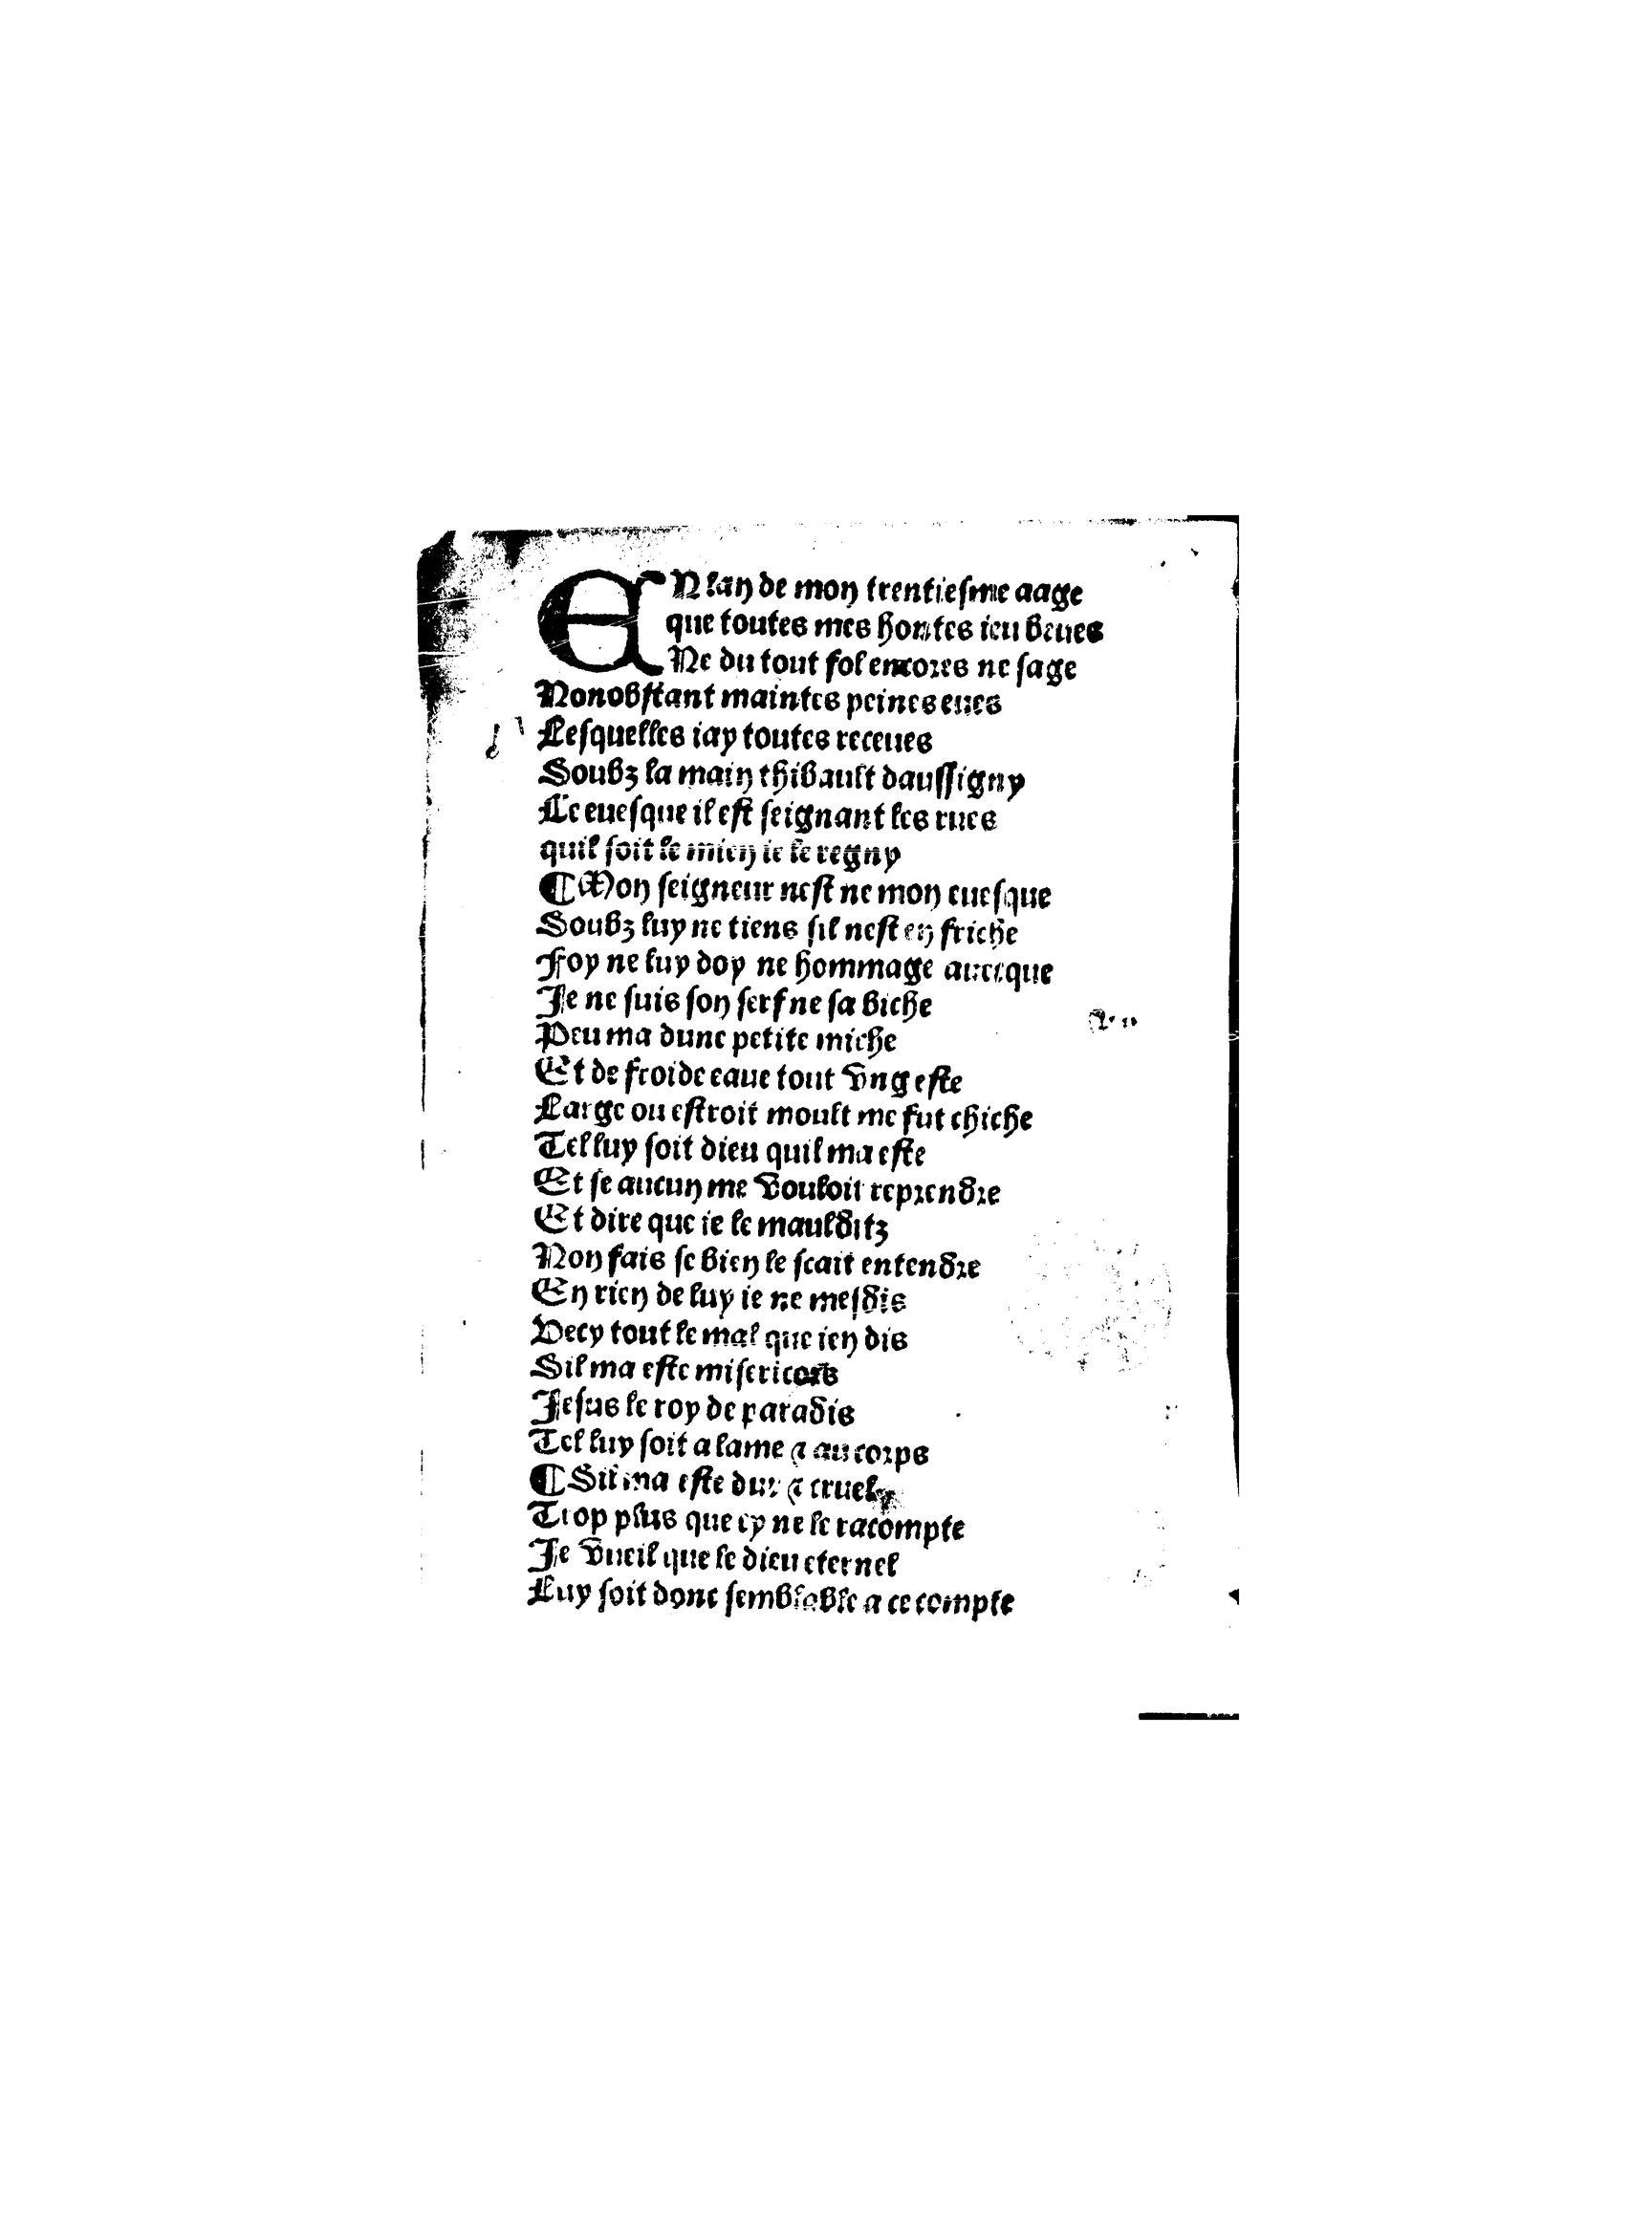 EN lan de mon trentiesme aage
que toutes mes hontes ieu beues
Ne du tout fol encores ne sage
Nonobstant maintes peines eues
Lesquelles iay toutes receues
Soubz la main thibault daussigny
Se euesque il est seignant les rues
quil soit le mien ie le regny
¶ Mon seigneur nest ne mon euesque
Soubz luy ne tiens sil nest en friche
Foy ne luy doy ne hommage auecque
Je ne suis son serf ne sa biche
Peu ma dune petite miche
Et de froide eaue tout vng este
Large ou estroit moult me fut chiche
Tel luy soit dieu quil ma este
Et se aucun me vouloit reprendre
Et dire que ie le maulditz
Non fais se bien le scait entendre
En rien de luy ie ne mesdis
Vecy tout le mal que ien dis
Sil ma este misericors
Jesus le roy de paradis
Tel luy soit a lame ⁊ au corps
¶ Sil ma este dur ⁊ cruel
Trop plus que cy ne le racompte
Je vueil que le dieu eternel
Luy soit donc semblable a ce compte